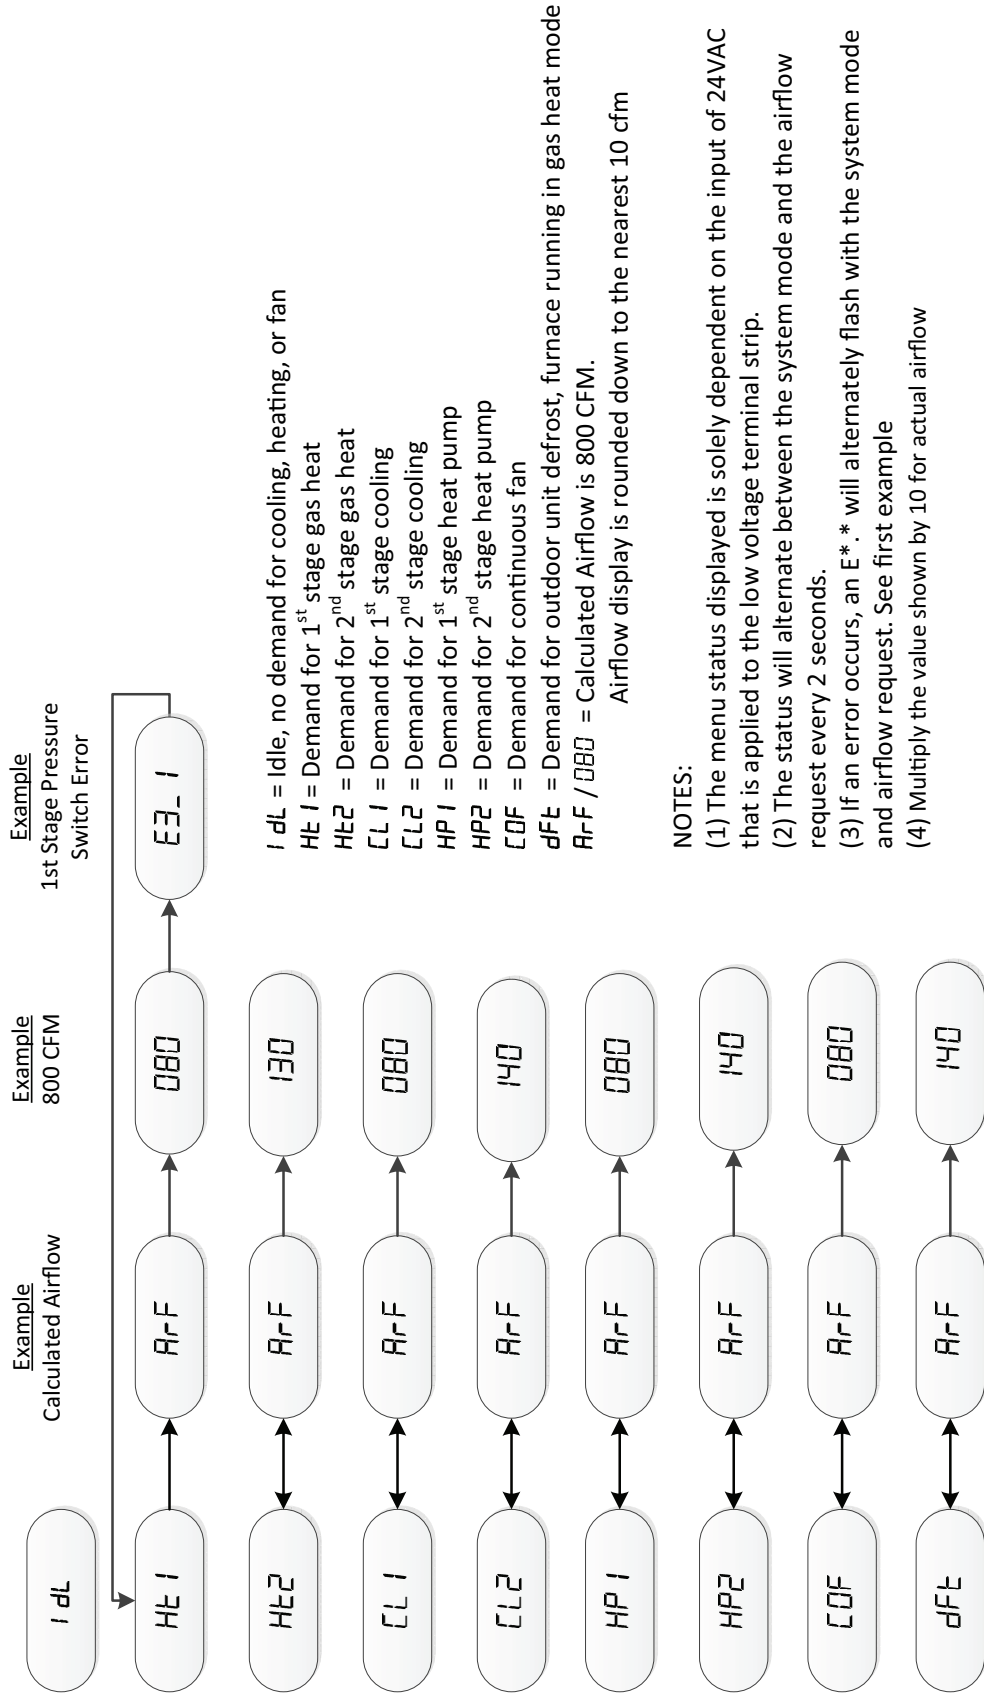 Example
Calculated Airflow
Example
800 CFM
Example
1st Stage Pressure
Switch Error
IdL
Ht1 ArF 080 E3_1
Ht2 ArF 130
CL1 ArF 080
CL2 ArF 140
HP1 ArF 080
HP2 ArF 140
COF ArF 080
dFt ArF 140
IdL = Idle, no demand for cooling, heating, or fan
Ht1 = Demand for 1st stage gas heat
Ht2 = Demand for 2nd stage gas heat
CL1 = Demand for 1st stage cooling
CL2 = Demand for 2nd stage cooling
HP1 = Demand for 1st stage heat pump
HP2 = Demand for 2nd stage heat pump
COF = Demand for continuous fan
dFt = Demand for outdoor unit defrost, furnace running in gas heat mode
ArF / 080 = Calculated Airflow is 800 CFM.
Airflow display is rounded down to the nearest 10 cfm
NOTES:
(1) The menu status displayed is solely dependent on the input of 24VAC
that is applied to the low voltage terminal strip.
(2) The status will alternate between the system mode and the airflow
request every 2 seconds.
(3) If an error occurs, an E*.* will alternately flash with the system mode
and airflow request. See first example
(4) Multiply the value shown by 10 for actual airflow